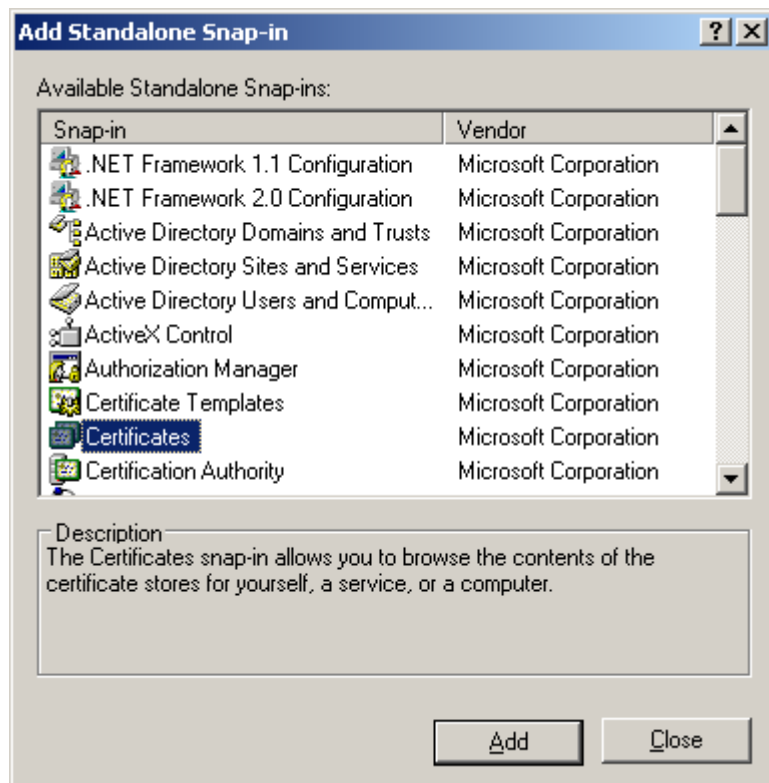 Add Standalone Snap-in
Available Standalone Snap-ins:
Snap-in Vendor
.NET Framework 1.1 Configuration Microsoft Corporation
.NET Framework 2.0 Configuration Microsoft Corporation
Active Directory Domains and Trusts Microsoft Corporation
Active Directory Sites and Services Microsoft Corporation
Active Directory Users and Comput... Microsoft Corporation
ActiveX Control
Authorization Manager Microsoft Corporation
Certificate Templates Microsoft Corporation
Certificates Microsoft Corporation
Certification Authority Microsoft Corporation
Description
The Certificates snap-in allows you to browse the contents of the
certificate stores for yourself, a service, or a computer.
Add Close